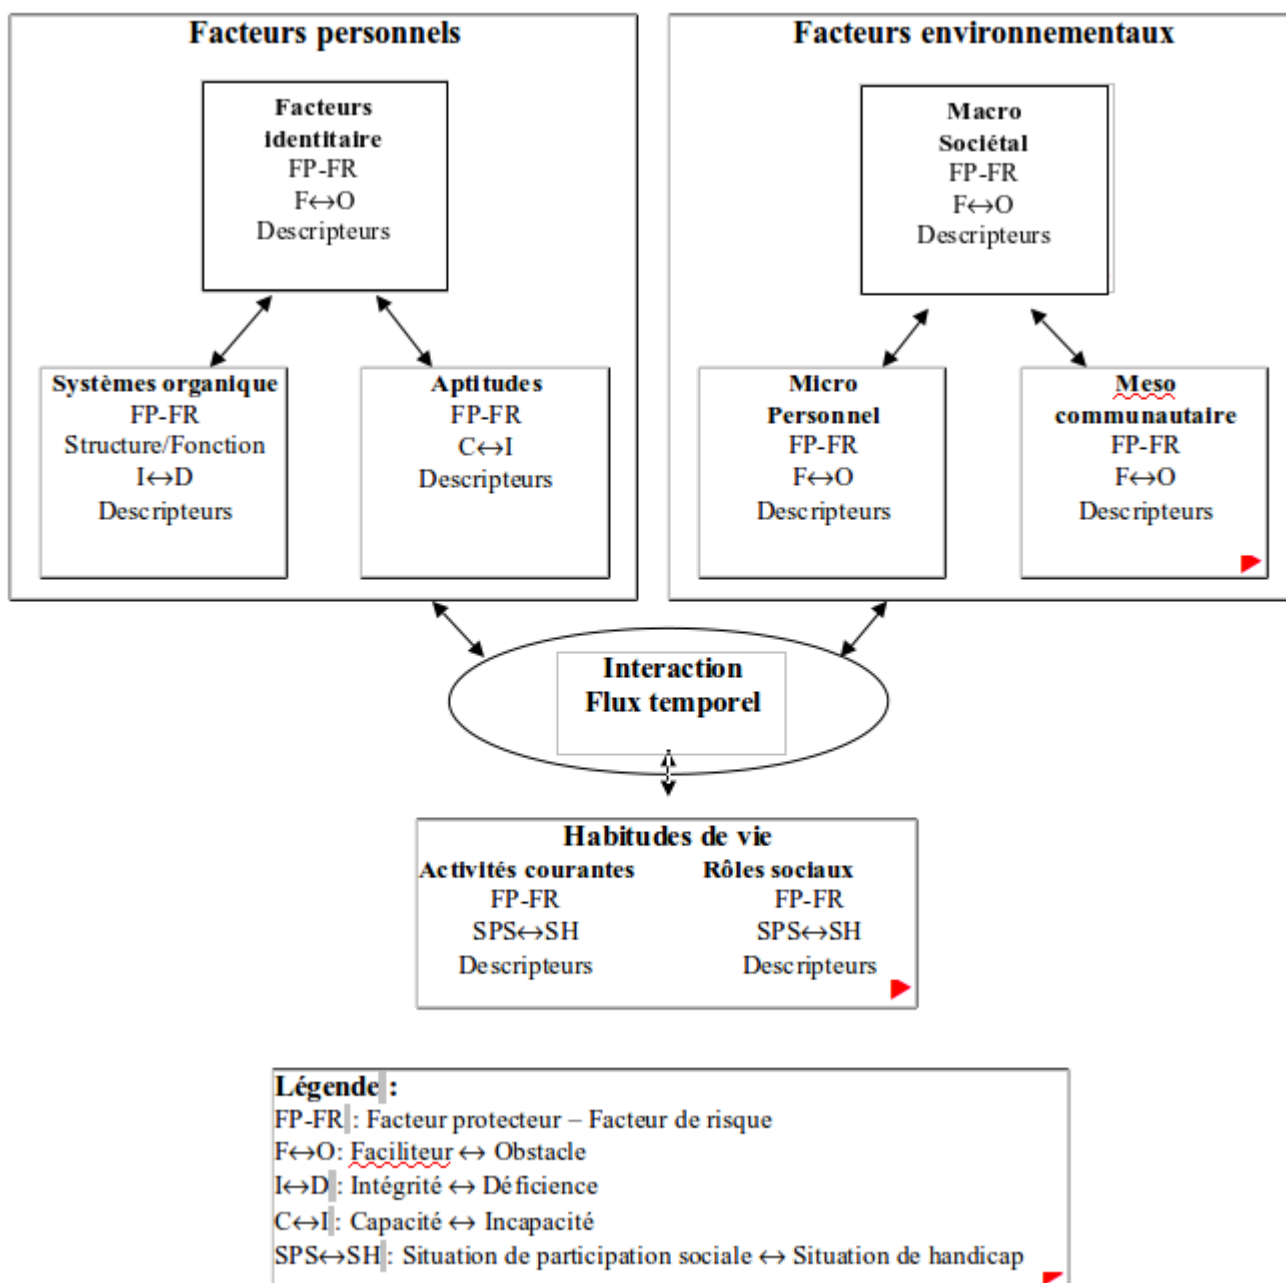 Facteurs personnels
Facteurs
identitaire
FP-FR
F↔O
Descripteurs
Systèmes organique
FP-FR
Structure/Fonction
I↔D
Descripteurs
Aptitudes
FP-FR
C↔I
Descripteurs
Facteurs environnementaux
Macro
Sociétal
FP-FR
F↔O
Descripteurs
Micro
Personnel
FP-FR
F↔O
Descripteurs
Meso
communautaire
FP-FR
F↔O
Descripteurs
Interaction
Flux temporel
Habitudes de vie
Activités courantes
FP-FR
SPS↔SH
Descripteurs
Rôles sociaux
FP-FR
SPS↔SH
Descripteurs
Légende :
FP-FR : Facteur protecteur – Facteur de risque
F↔O: Faciliteur ↔ Obstacle
I↔D : Intégrité ↔ Déficience
C↔I : Capacité ↔ Incapacité
SPS↔SH : Situation de participation sociale ↔ Situation de handicap